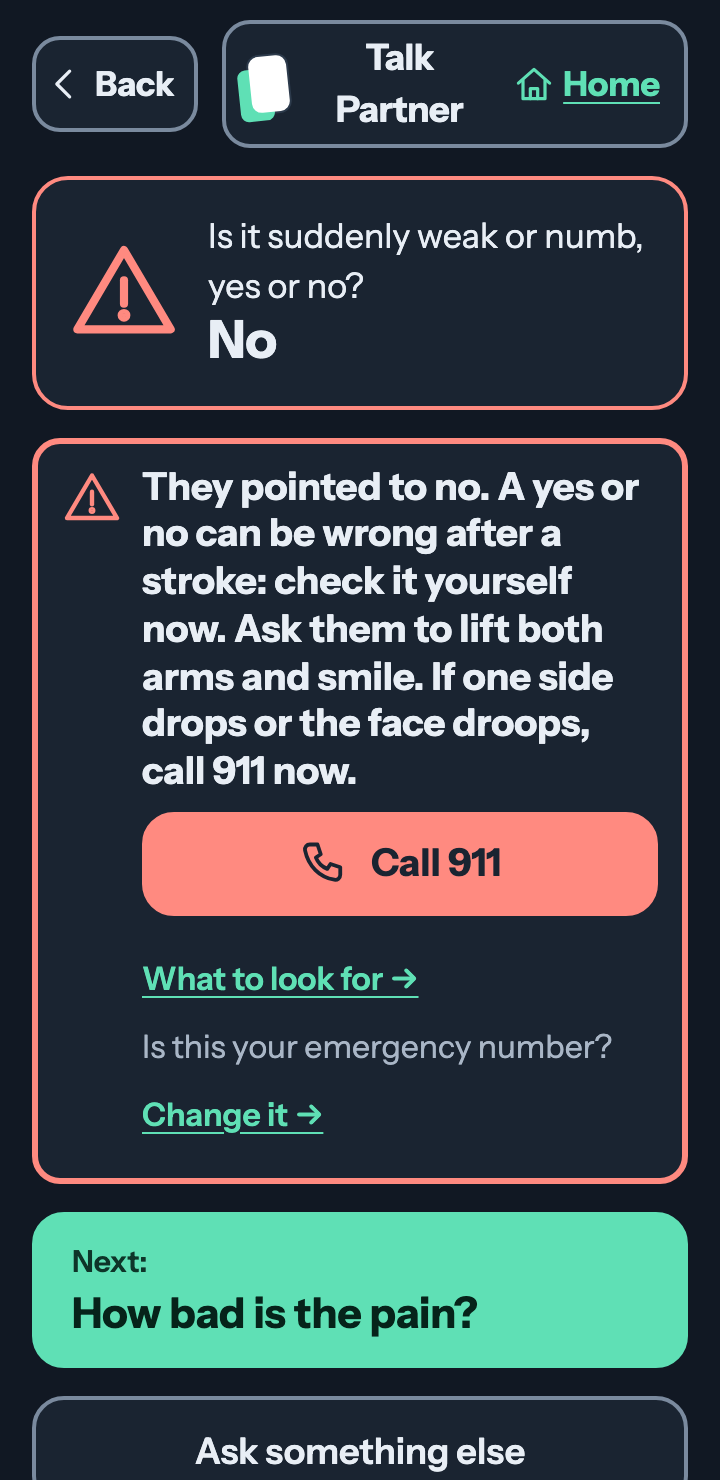 Back
Talk
Partner
Home
Is it suddenly weak or numb,
yes or no?
No
They pointed to no. A yes or
no can be wrong after a
stroke: check it yourself
now. Ask them to lift both
arms and smile. If one side
drops or the face droops,
call 911 now.
Call 911
What to look for →
Is this your emergency number?
Change it →
Next:
How bad is the pain?
Ask something else